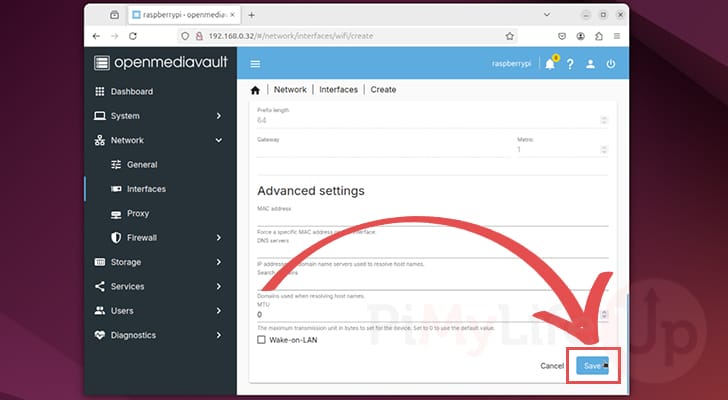 raspberrypi - openmediavault
192.168.0.32/#/network/interfaces/wifi/create
openmediavault
raspberrypi
Dashboard
Network | Interfaces | Create
System
Network
General
Interfaces
Proxy
Firewall
Storage
Services
Users
Diagnostics
Prefix length
64
Gateway
Metric
1
Advanced settings
MAC address
Force a specific MAC address interface.
DNS servers
IP addresses domain name servers used to resolve host names.
Search
Domains used when resolving host names.
MTU
0
The maximum transmission unit in bytes to set for the device. Set to 0 to use the default value.
Wake-on-LAN
Cancel
Save
PiMyLifeUp